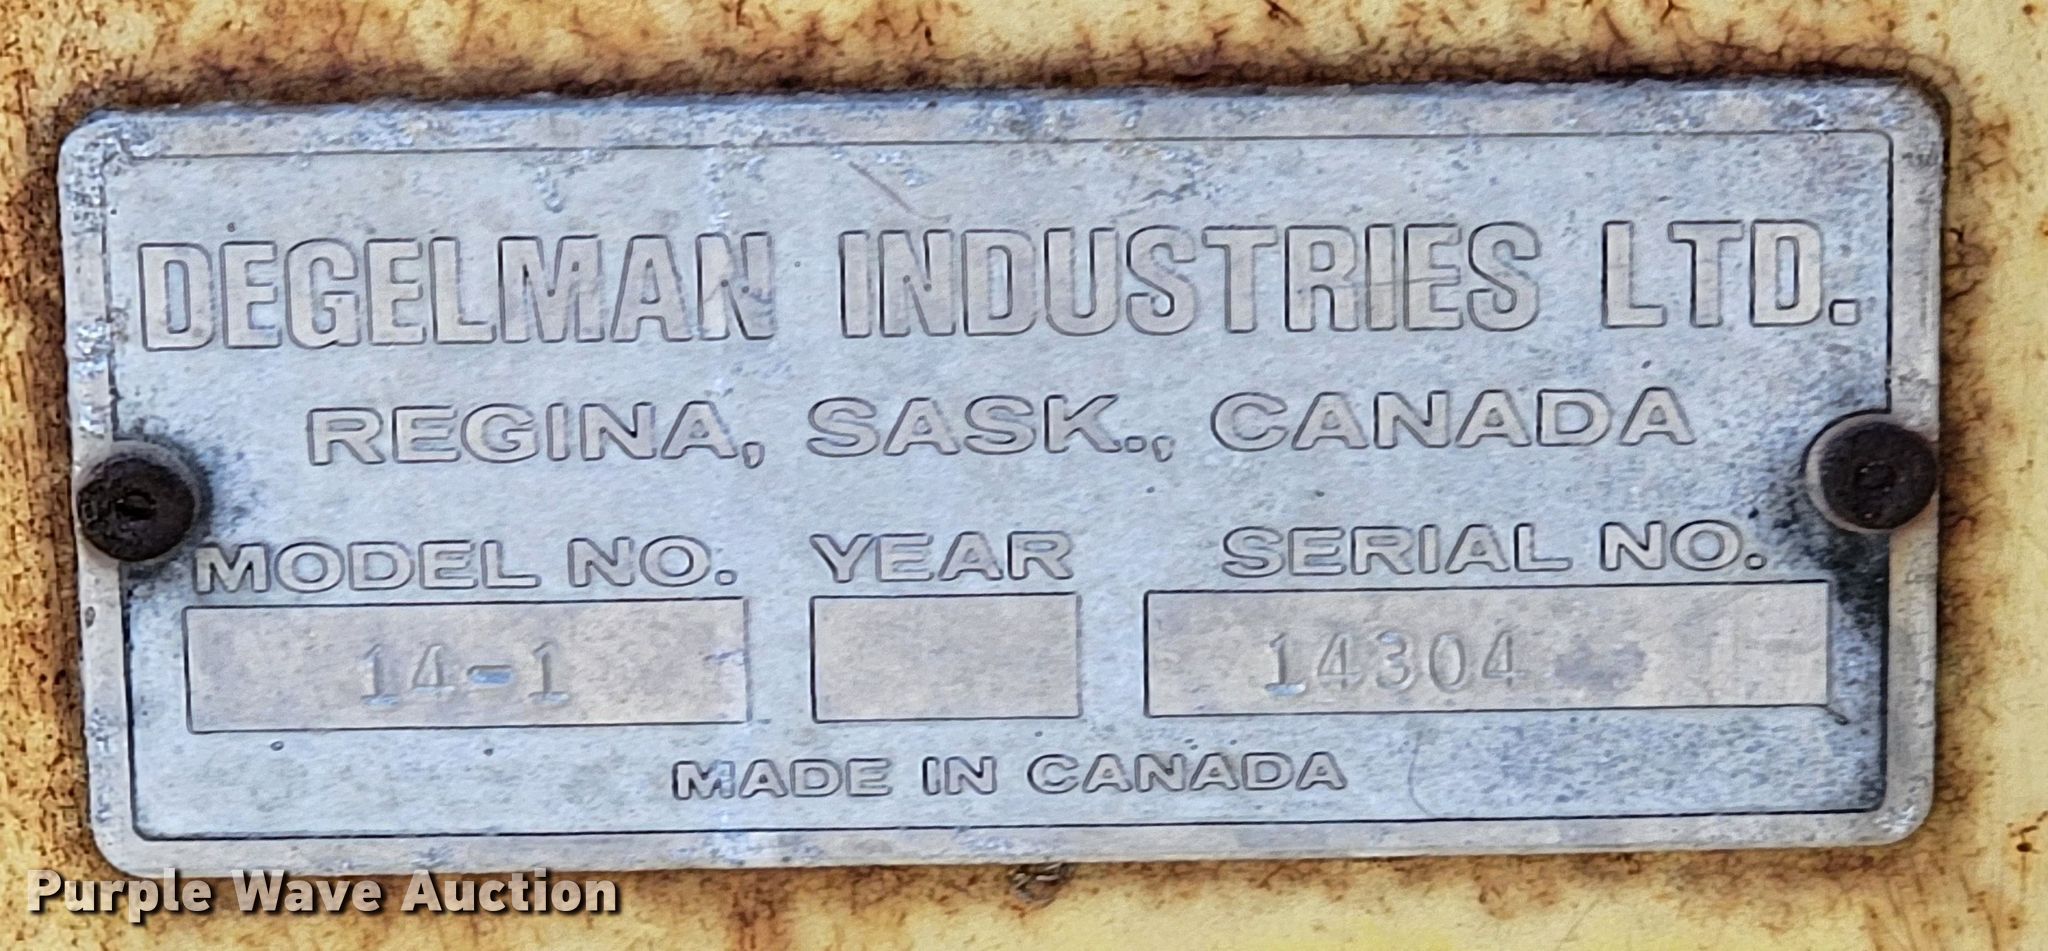 DEGELMAN INDUSTRIES LTD.
REGINA, SASK., CANADA
MODEL NO. YEAR SERIAL NO.
14-1 14304
MADE IN CANADA
Purple Wave Auction